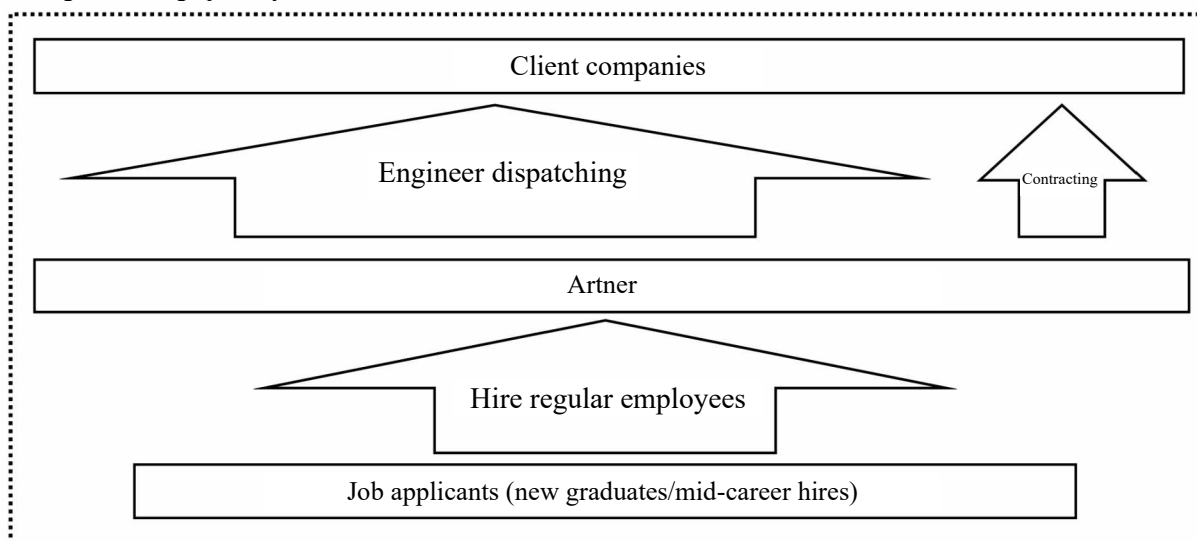 Client companies
Engineer dispatching
Contracting
Artner
Hire regular employees
Job applicants (new graduates/mid-career hires)